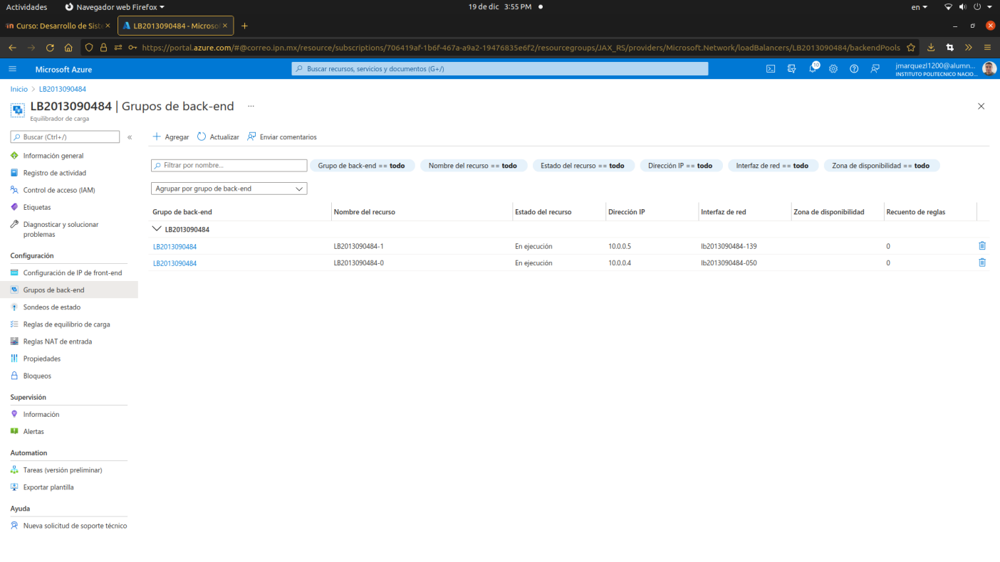 Actividades Navegador web Firefox 19 de dic 3:55 PM en
Curso: Desarrollo de Siste LB2013090484 - Microsof
https://portal.azure.com/#@correo.ipn.mx/resource/subscriptions/706419af-1b6f-467a-a9a2-19476835e6f2/resourcegroups/JAX_RS/providers/Microsoft.Network/loadBalancers/LB2013090484/backendPools
Microsoft Azure Buscar recursos, servicios y documentos (G+/) 10 jmarquezl1200@alumn...
INSTITUTO POLITECNICO NACIO...
Inicio > LB2013090484
LB2013090484 | Grupos de back-end ...
Equilibrador de carga
Buscar (Ctrl+/) «
Información general
Registro de actividad
Control de acceso (IAM)
Etiquetas
Diagnosticar y solucionar
problemas
Configuración
Configuración de IP de front-end
Grupos de back-end
Sondeos de estado
Reglas de equilibrio de carga
Reglas NAT de entrada
Propiedades
Bloqueos
Supervisión
Información
Alertas
Automation
Tareas (versión preliminar)
Exportar plantilla
Ayuda
Nueva solicitud de soporte técnico
Agregar Actualizar Enviar comentarios
Filtrar por nombre... Grupo de back-end == todo Nombre del recurso == todo Estado del recurso == todo Dirección IP == todo Interfaz de red == todo Zona de disponibilidad == todo
Agrupar por grupo de back-end
Grupo de back-end Nombre del recurso Estado del recurso Dirección IP Interfaz de red Zona de disponibilidad Recuento de reglas
LB2013090484
LB2013090484 LB2013090484-1 En ejecución 10.0.0.5 lb2013090484-139 0
LB2013090484 LB2013090484-0 En ejecución 10.0.0.4 lb2013090484-050 0